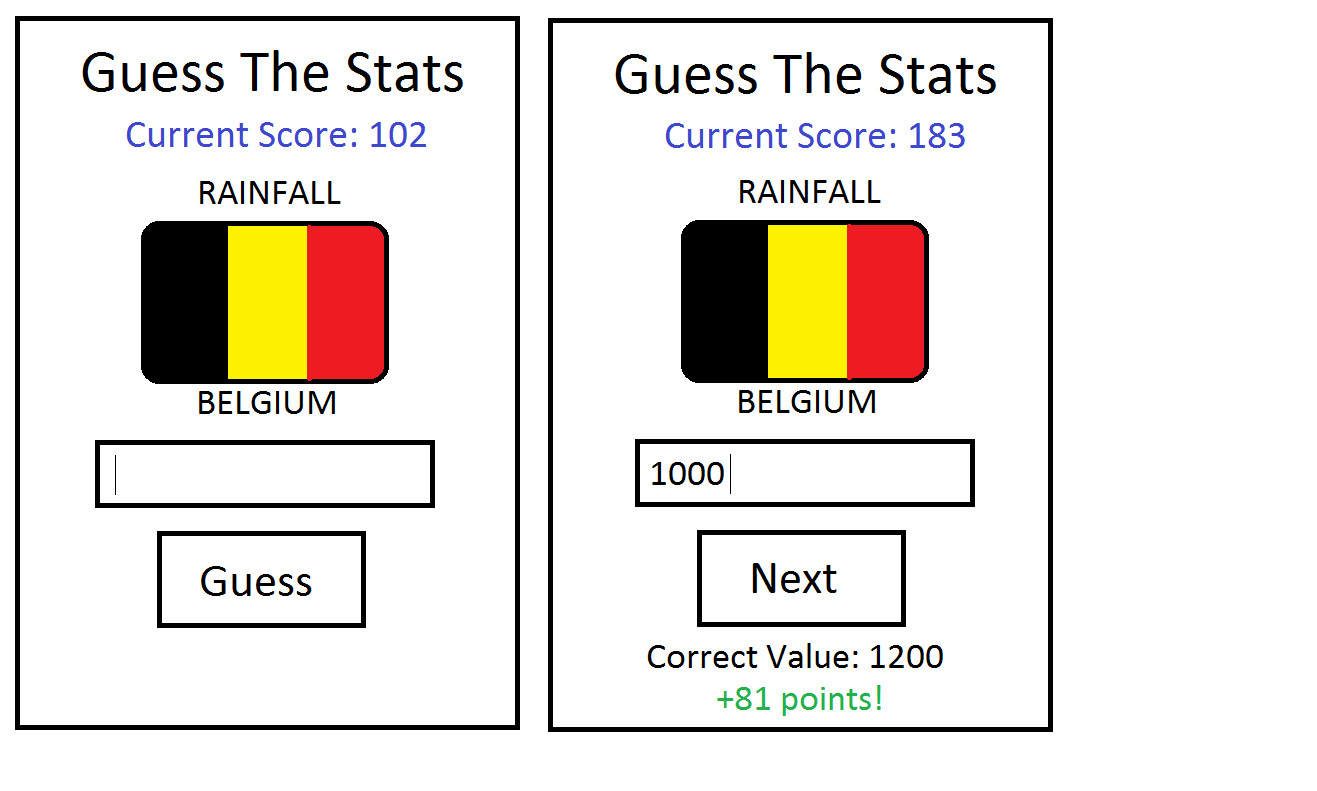 Guess The Stats
Current Score: 102
RAINFALL
BELGIUM
Guess
Guess The Stats
Current Score: 183
RAINFALL
BELGIUM
1000
Next
Correct Value: 1200
+81 points!